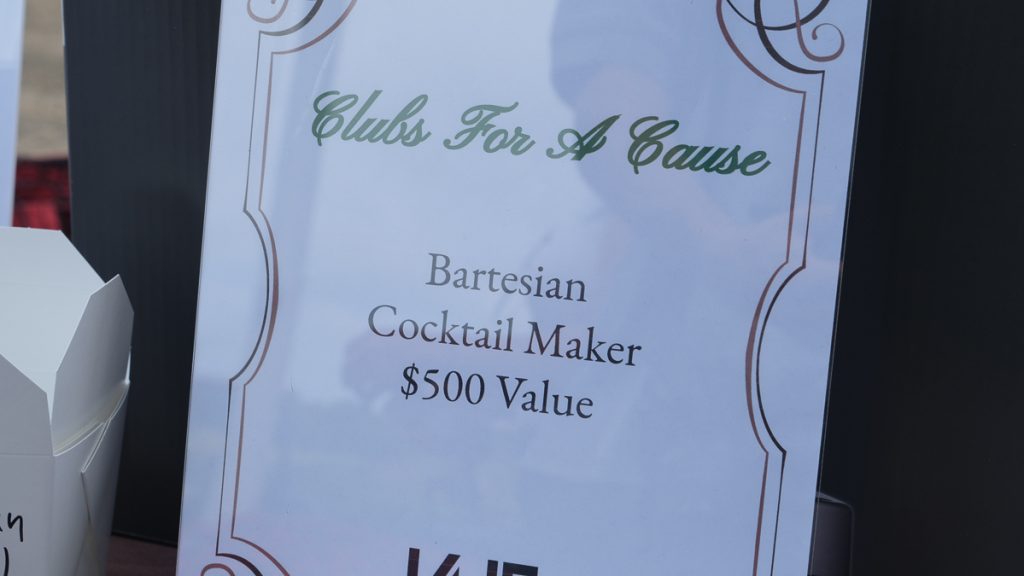 Clubs For A Cause
Bartesian
Cocktail Maker
$500 Value